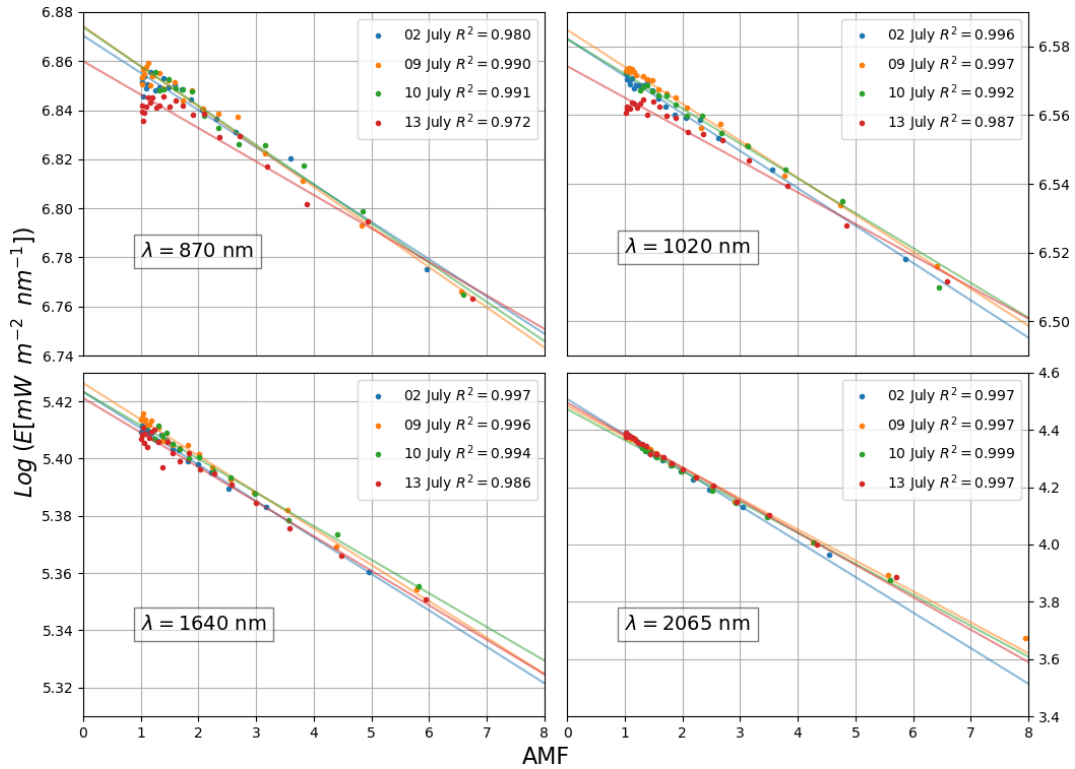 6.88
6.86
6.84
6.82
6.80
6.78
6.76
6.74
02 July R² = 0.980
09 July R² = 0.990
10 July R² = 0.991
13 July R² = 0.972
λ = 870 nm
02 July R² = 0.996
09 July R² = 0.997
10 July R² = 0.992
13 July R² = 0.987
λ = 1020 nm
6.58
6.56
6.54
6.52
6.50
Log (E[mW m⁻² nm⁻¹])
5.42
5.40
5.38
5.36
5.34
5.32
02 July R² = 0.997
09 July R² = 0.996
10 July R² = 0.994
13 July R² = 0.986
λ = 1640 nm
0 1 2 3 4 5 6 7 8
02 July R² = 0.997
09 July R² = 0.997
10 July R² = 0.999
13 July R² = 0.997
λ = 2065 nm
4.6
4.4
4.2
4.0
3.8
3.6
3.4
0 1 2 3 4 5 6 7 8
AMF